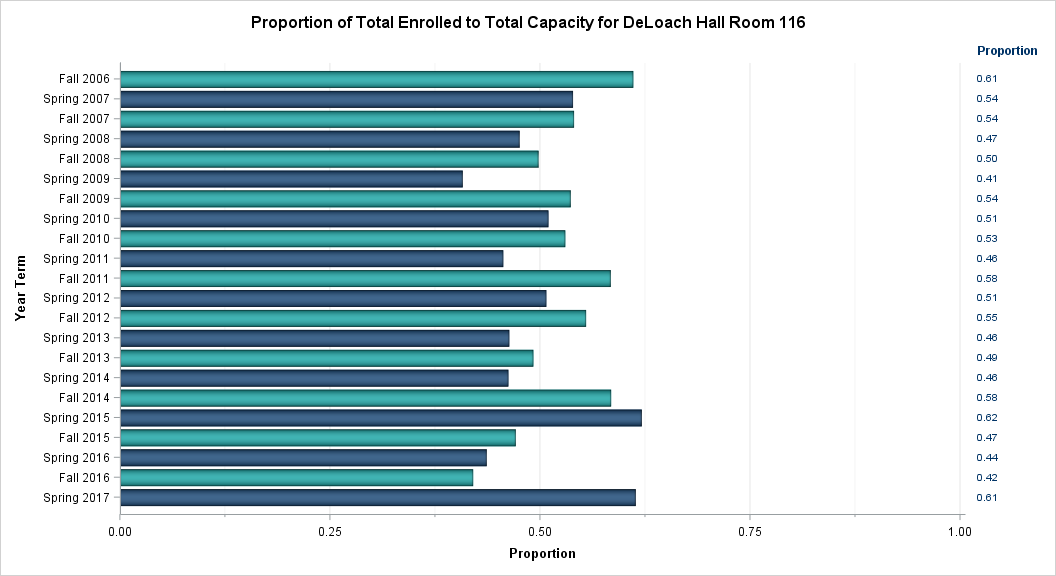 Proportion of Total Enrolled to Total Capacity for DeLoach Hall Room 116
Proportion
Fall 2006 0.61
Spring 2007 0.54
Fall 2007 0.54
Spring 2008 0.47
Fall 2008 0.50
Spring 2009 0.41
Fall 2009 0.54
Spring 2010 0.51
Fall 2010 0.53
Spring 2011 0.46
Fall 2011 0.58
Spring 2012 0.51
Fall 2012 0.55
Spring 2013 0.46
Fall 2013 0.49
Spring 2014 0.46
Fall 2014 0.58
Spring 2015 0.62
Fall 2015 0.47
Spring 2016 0.44
Fall 2016 0.42
Spring 2017 0.61
Year Term
0.00 0.25 0.50 0.75 1.00
Proportion